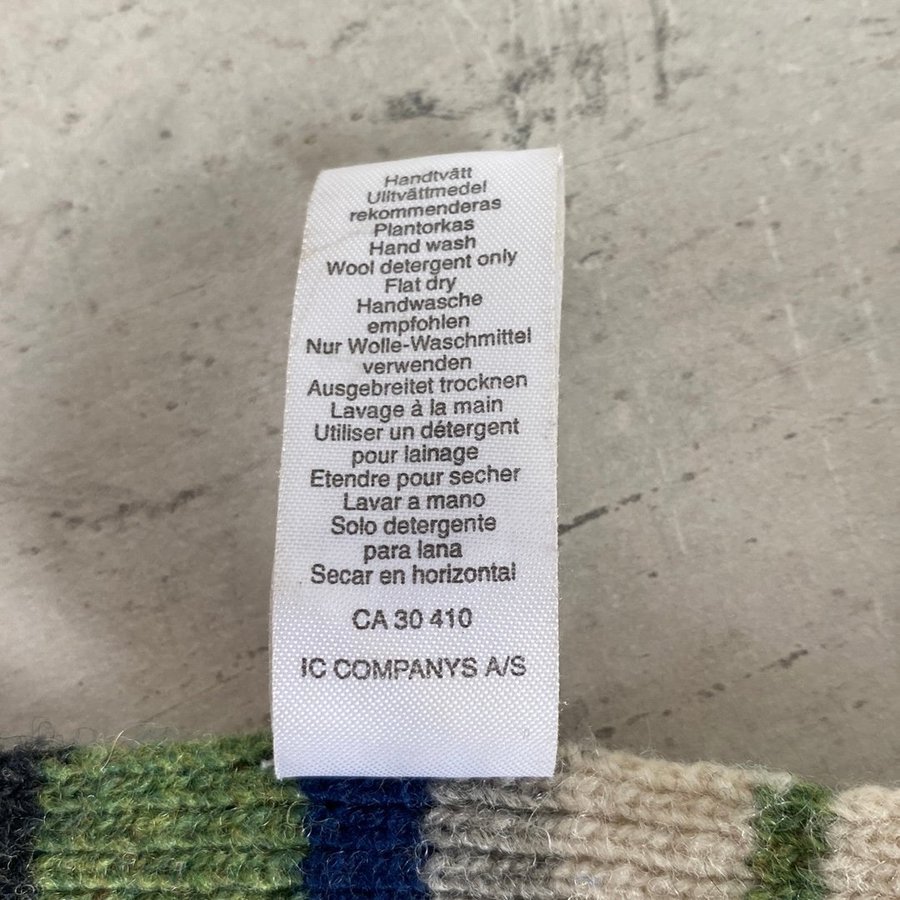 Handtvätt
Ulltvättmedel
rekommenderas
Plantorkas
Hand wash
Wool detergent only
Flat dry
Handwasche
empfohlen
Nur Wolle-Waschmittel
verwenden
Ausgebreitet trocknen
Lavage à la main
Utiliser un détergent
pour lainage
Etendre pour secher
Lavar a mano
Solo detergente
para lana
Secar en horizontal
CA 30 410
IC COMPANYS A/S